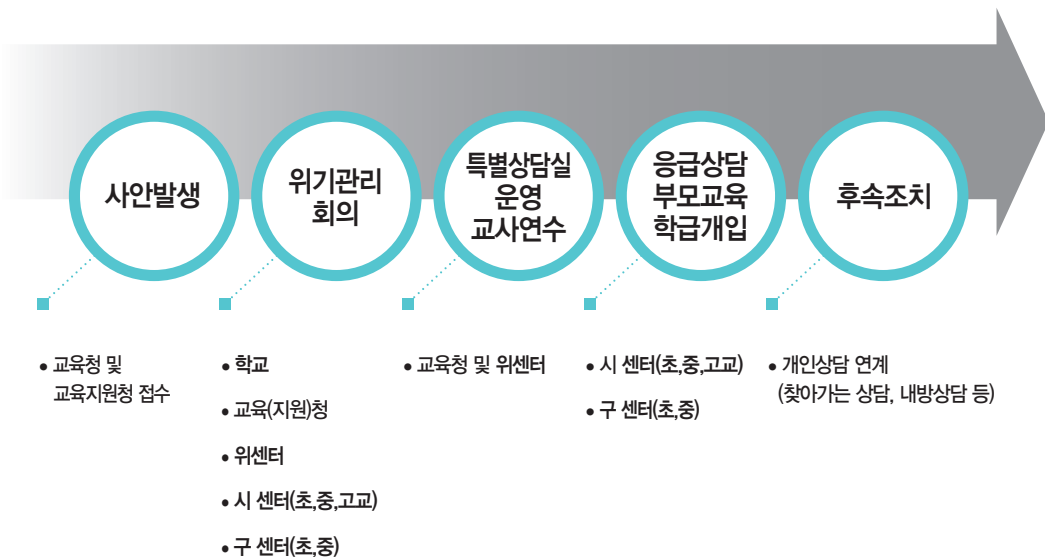 사안발생
위기관리
회의
특별상담실
운영
교사연수
응급상담
부모교육
학급개입
후속조치
• 교육청 및
교육지원청 접수
• 학교
• 교육(지원)청
• 위센터
• 시 센터(초,중,고교)
• 구 센터(초,중)
• 교육청 및 위센터
• 시 센터(초,중,고교)
• 구 센터(초,중)
• 개인상담 연계
(찾아가는 상담, 내방상담 등)